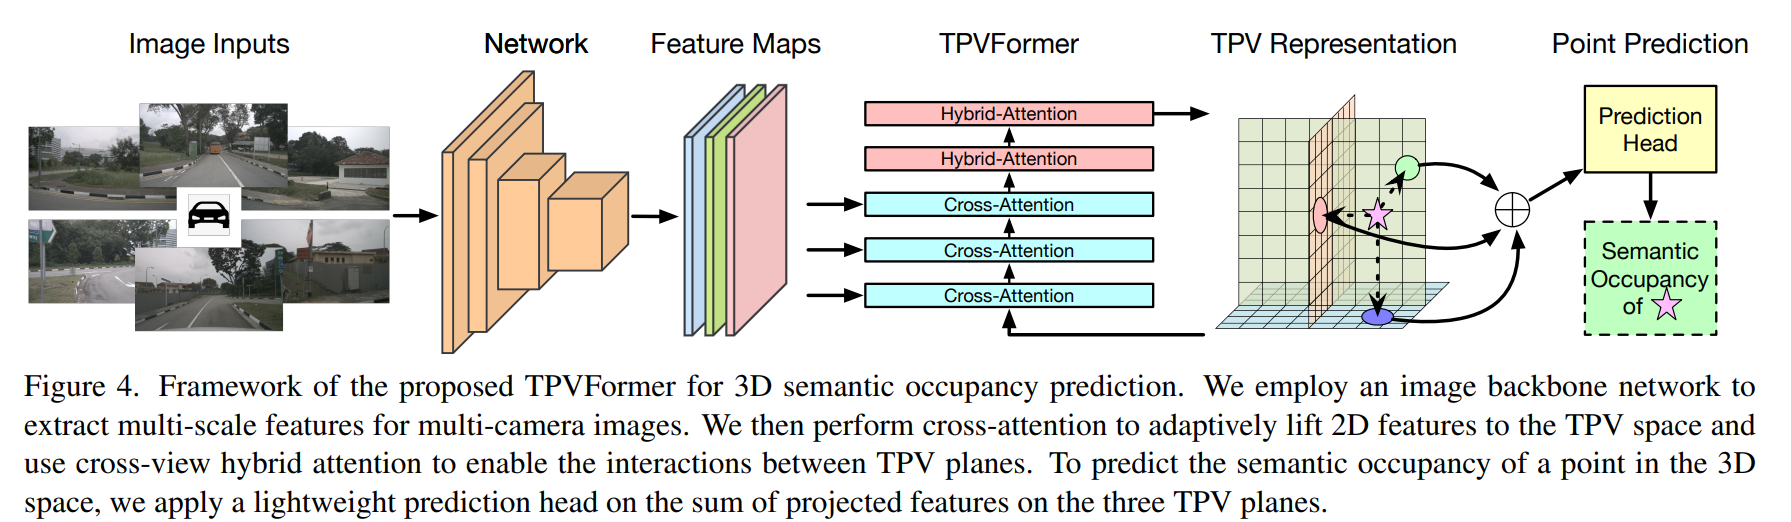 Image Inputs
Network
Feature Maps
TPVFormer
TPV Representation
Point Prediction
Hybrid-Attention
Hybrid-Attention
Cross-Attention
Cross-Attention
Cross-Attention
Prediction
Head
Semantic
Occupancy
of
Figure 4. Framework of the proposed TPVFormer for 3D semantic occupancy prediction. We employ an image backbone network to
extract multi-scale features for multi-camera images. We then perform cross-attention to adaptively lift 2D features to the TPV space and
use cross-view hybrid attention to enable the interactions between TPV planes. To predict the semantic occupancy of a point in the 3D
space, we apply a lightweight prediction head on the sum of projected features on the three TPV planes.